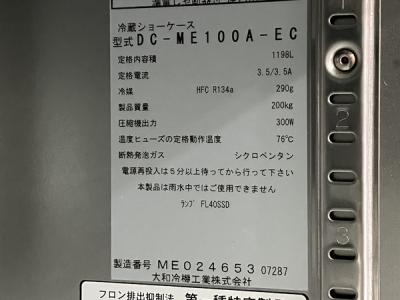 冷蔵ショーケース
型式 DC-ME100A-EC
定格内容積 1198L
定格電流 3.5/3.5A
冷媒 HFC R134a 290g
製品質量 200kg
圧縮機出力 300W
温度ヒューズの定格動作温度 76℃
断熱発泡ガス シクロペンタン
電源再投入は5分以上待ってから行って下さい
本製品は雨水中ではご使用できません
ﾗﾝﾌﾟ FL40SSD
製造番号 ME024653 07287
大和冷機工業株式会社
フロン排出抑制法 第一種特定製品
2
3